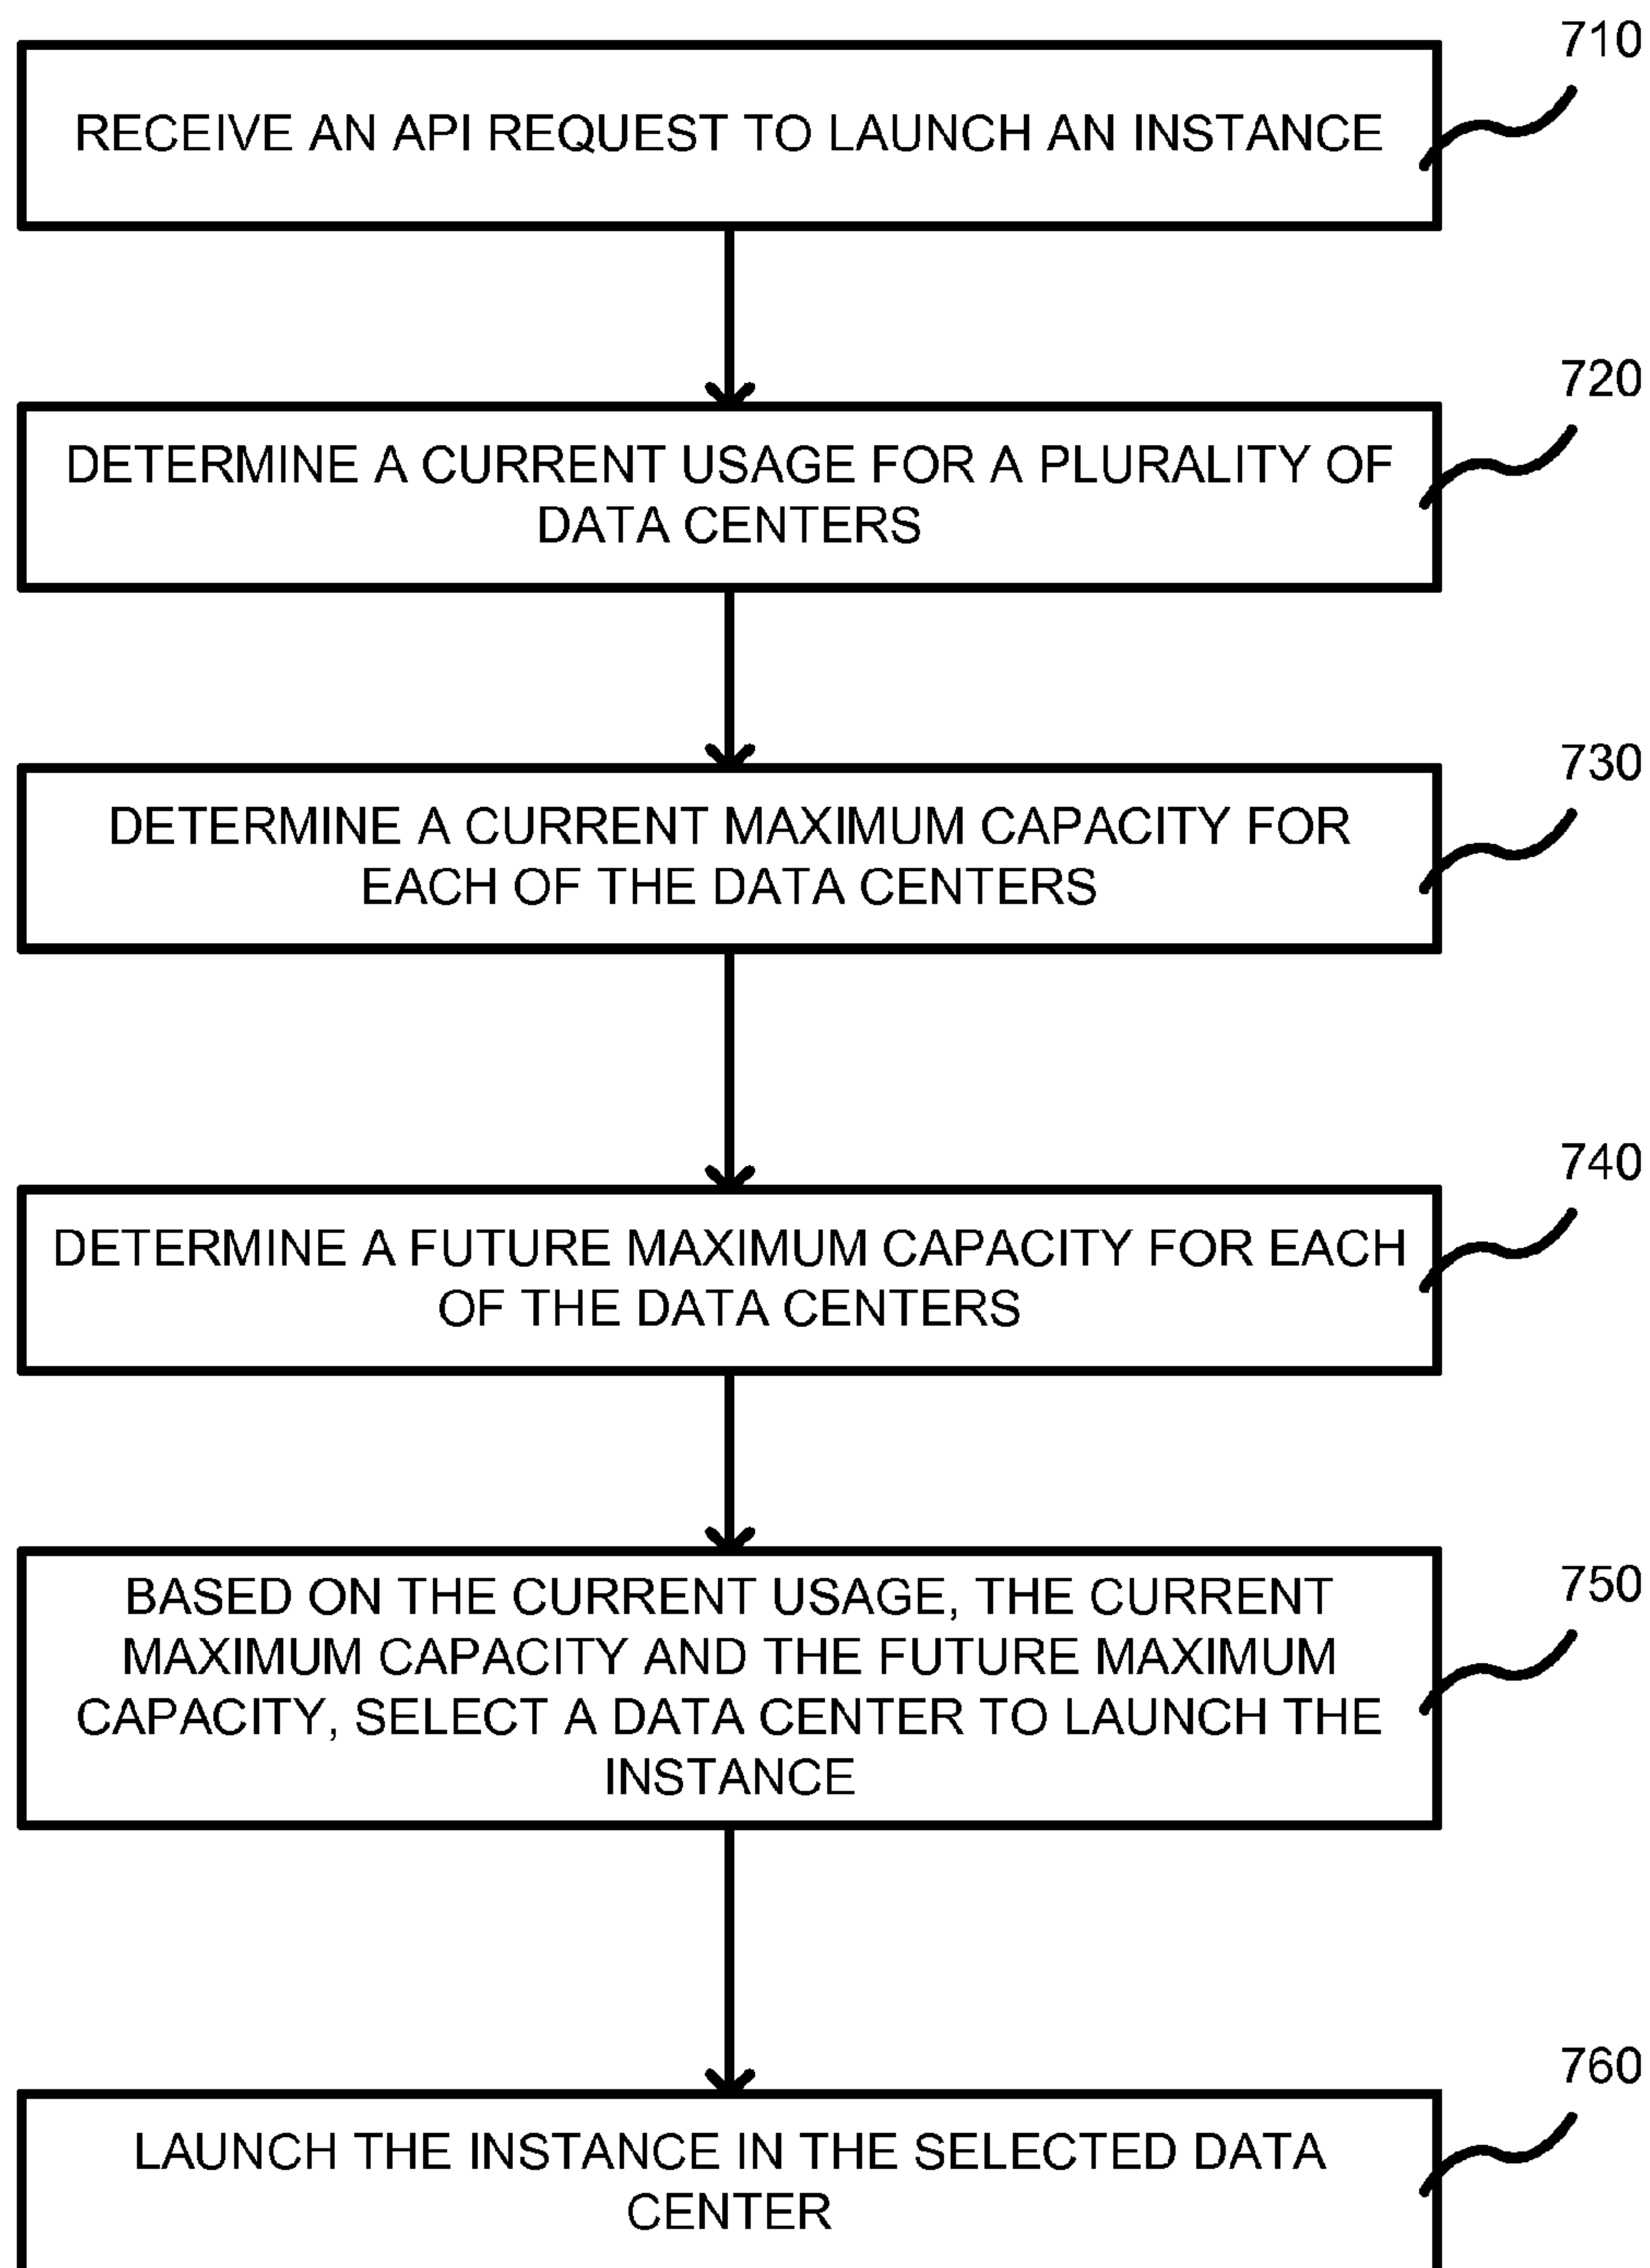 710
RECEIVE AN API REQUEST TO LAUNCH AN INSTANCE
720
DETERMINE A CURRENT USAGE FOR A PLURALITY OF
DATA CENTERS
730
DETERMINE A CURRENT MAXIMUM CAPACITY FOR
EACH OF THE DATA CENTERS
740
DETERMINE A FUTURE MAXIMUM CAPACITY FOR EACH
OF THE DATA CENTERS
750
BASED ON THE CURRENT USAGE, THE CURRENT
MAXIMUM CAPACITY AND THE FUTURE MAXIMUM
CAPACITY, SELECT A DATA CENTER TO LAUNCH THE
INSTANCE
760
LAUNCH THE INSTANCE IN THE SELECTED DATA
CENTER